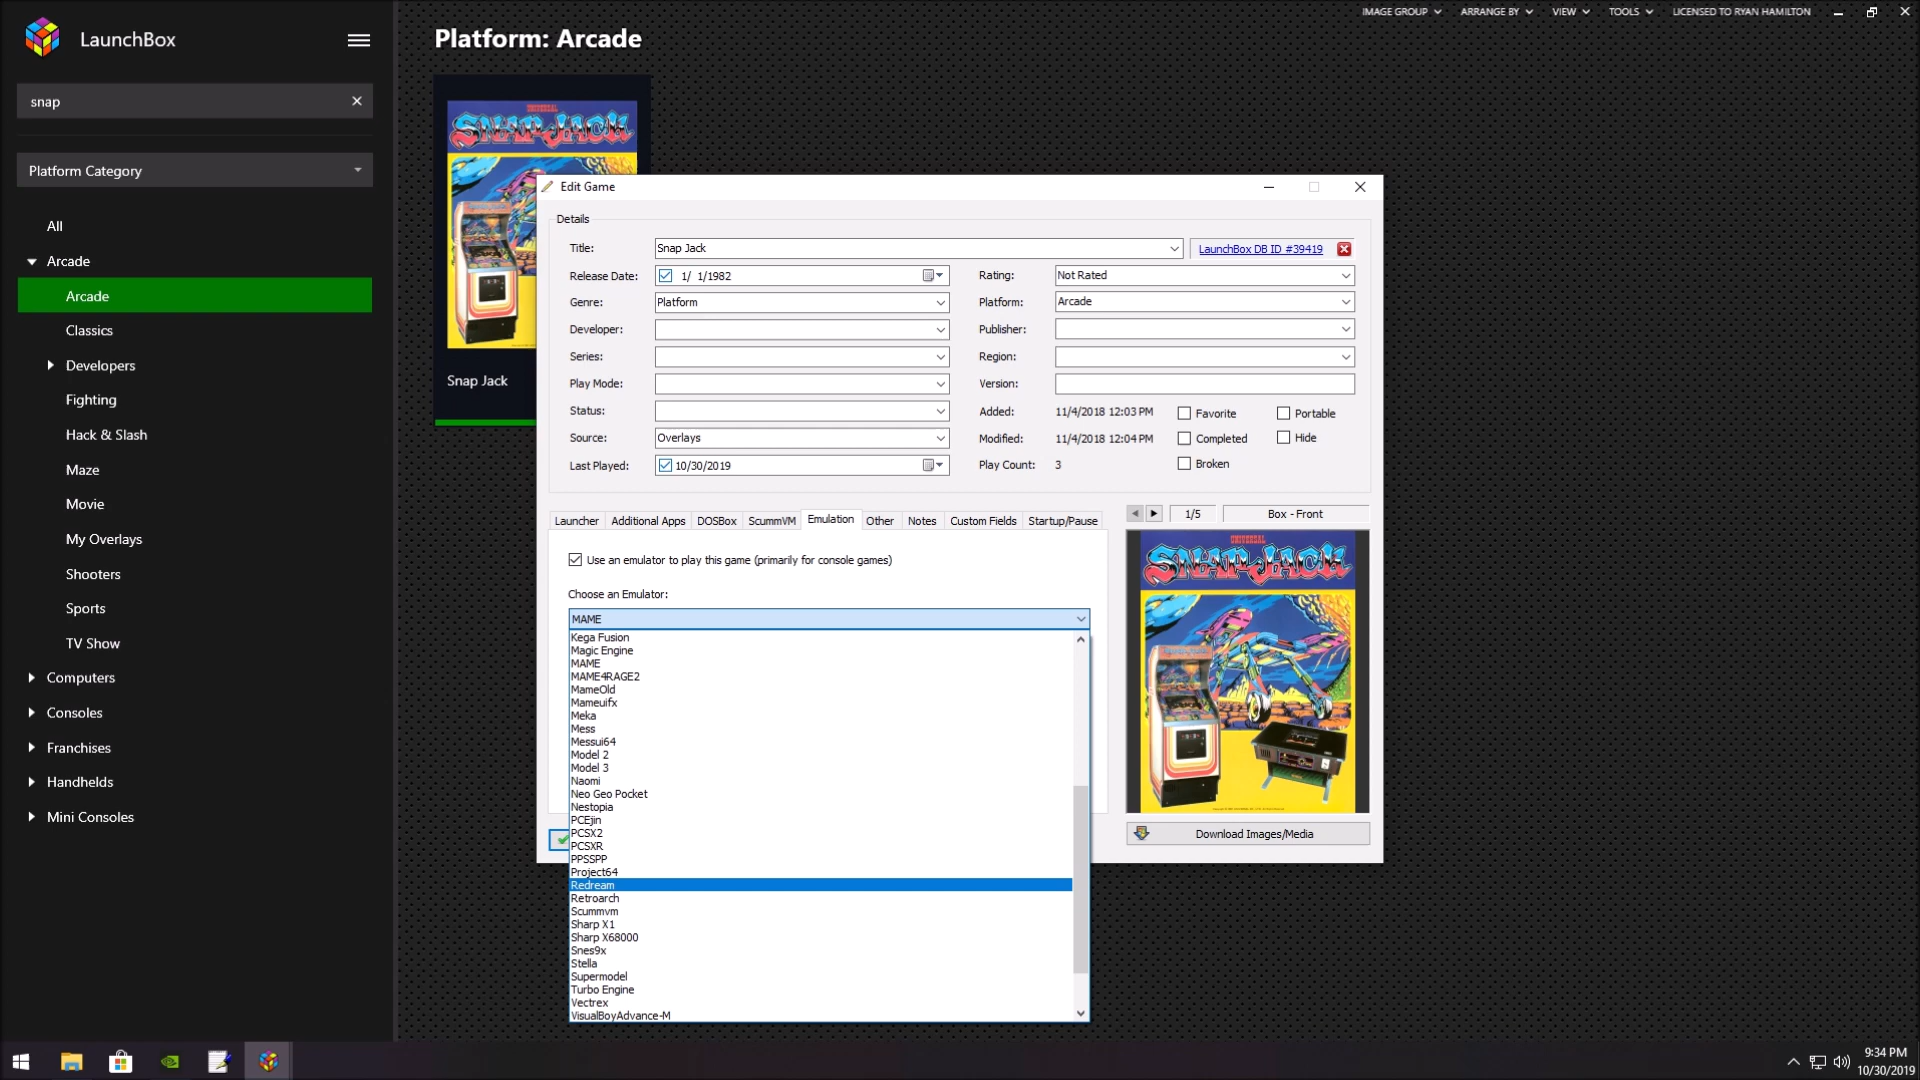 IMAGE GROUP
ARRANGE BY
VIEW
TOOLS
LICENSED TO RYAN HAMILTON
LaunchBox
Platform: Arcade
snap
Platform Category
All
Arcade
Arcade
Classics
Developers
Fighting
Hack & Slash
Maze
Movie
My Overlays
Shooters
Sports
TV Show
Computers
Consoles
Franchises
Handhelds
Mini Consoles
UNIVERSAL
SNAP JACK
Snap Jack
Edit Game
Details
Title: Snap Jack
LaunchBox DB ID #39419
Release Date: 1/ 1/1982
Rating: Not Rated
Genre: Platform
Platform: Arcade
Developer:
Publisher:
Series:
Region:
Play Mode:
Version:
Status:
Added: 11/4/2018 12:03 PM
Favorite
Portable
Source: Overlays
Modified: 11/4/2018 12:04 PM
Completed
Hide
Last Played: 10/30/2019
Play Count: 3
Broken
Launcher
Additional Apps
DOSBox
ScummVM
Emulation
Other
Notes
Custom Fields
Startup/Pause
1/5
Box - Front
Use an emulator to play this game (primarily for console games)
Choose an Emulator:
MAME
Kega Fusion
Magic Engine
MAME
MAME4RAGE2
MameOld
Mameuifx
Meka
Mess
Messui64
Model 2
Model 3
Naomi
Neo Geo Pocket
Nestopia
PCEjin
PCSX2
PCSXR
PPSSPP
Project64
Redream
Retroarch
Scummvm
Sharp X1
Sharp X68000
Snes9x
Stella
Supermodel
Turbo Engine
Vectrex
VisualBoyAdvance-M
UNIVERSAL
SNAP JACK
Download Images/Media
9:34 PM
10/30/2019